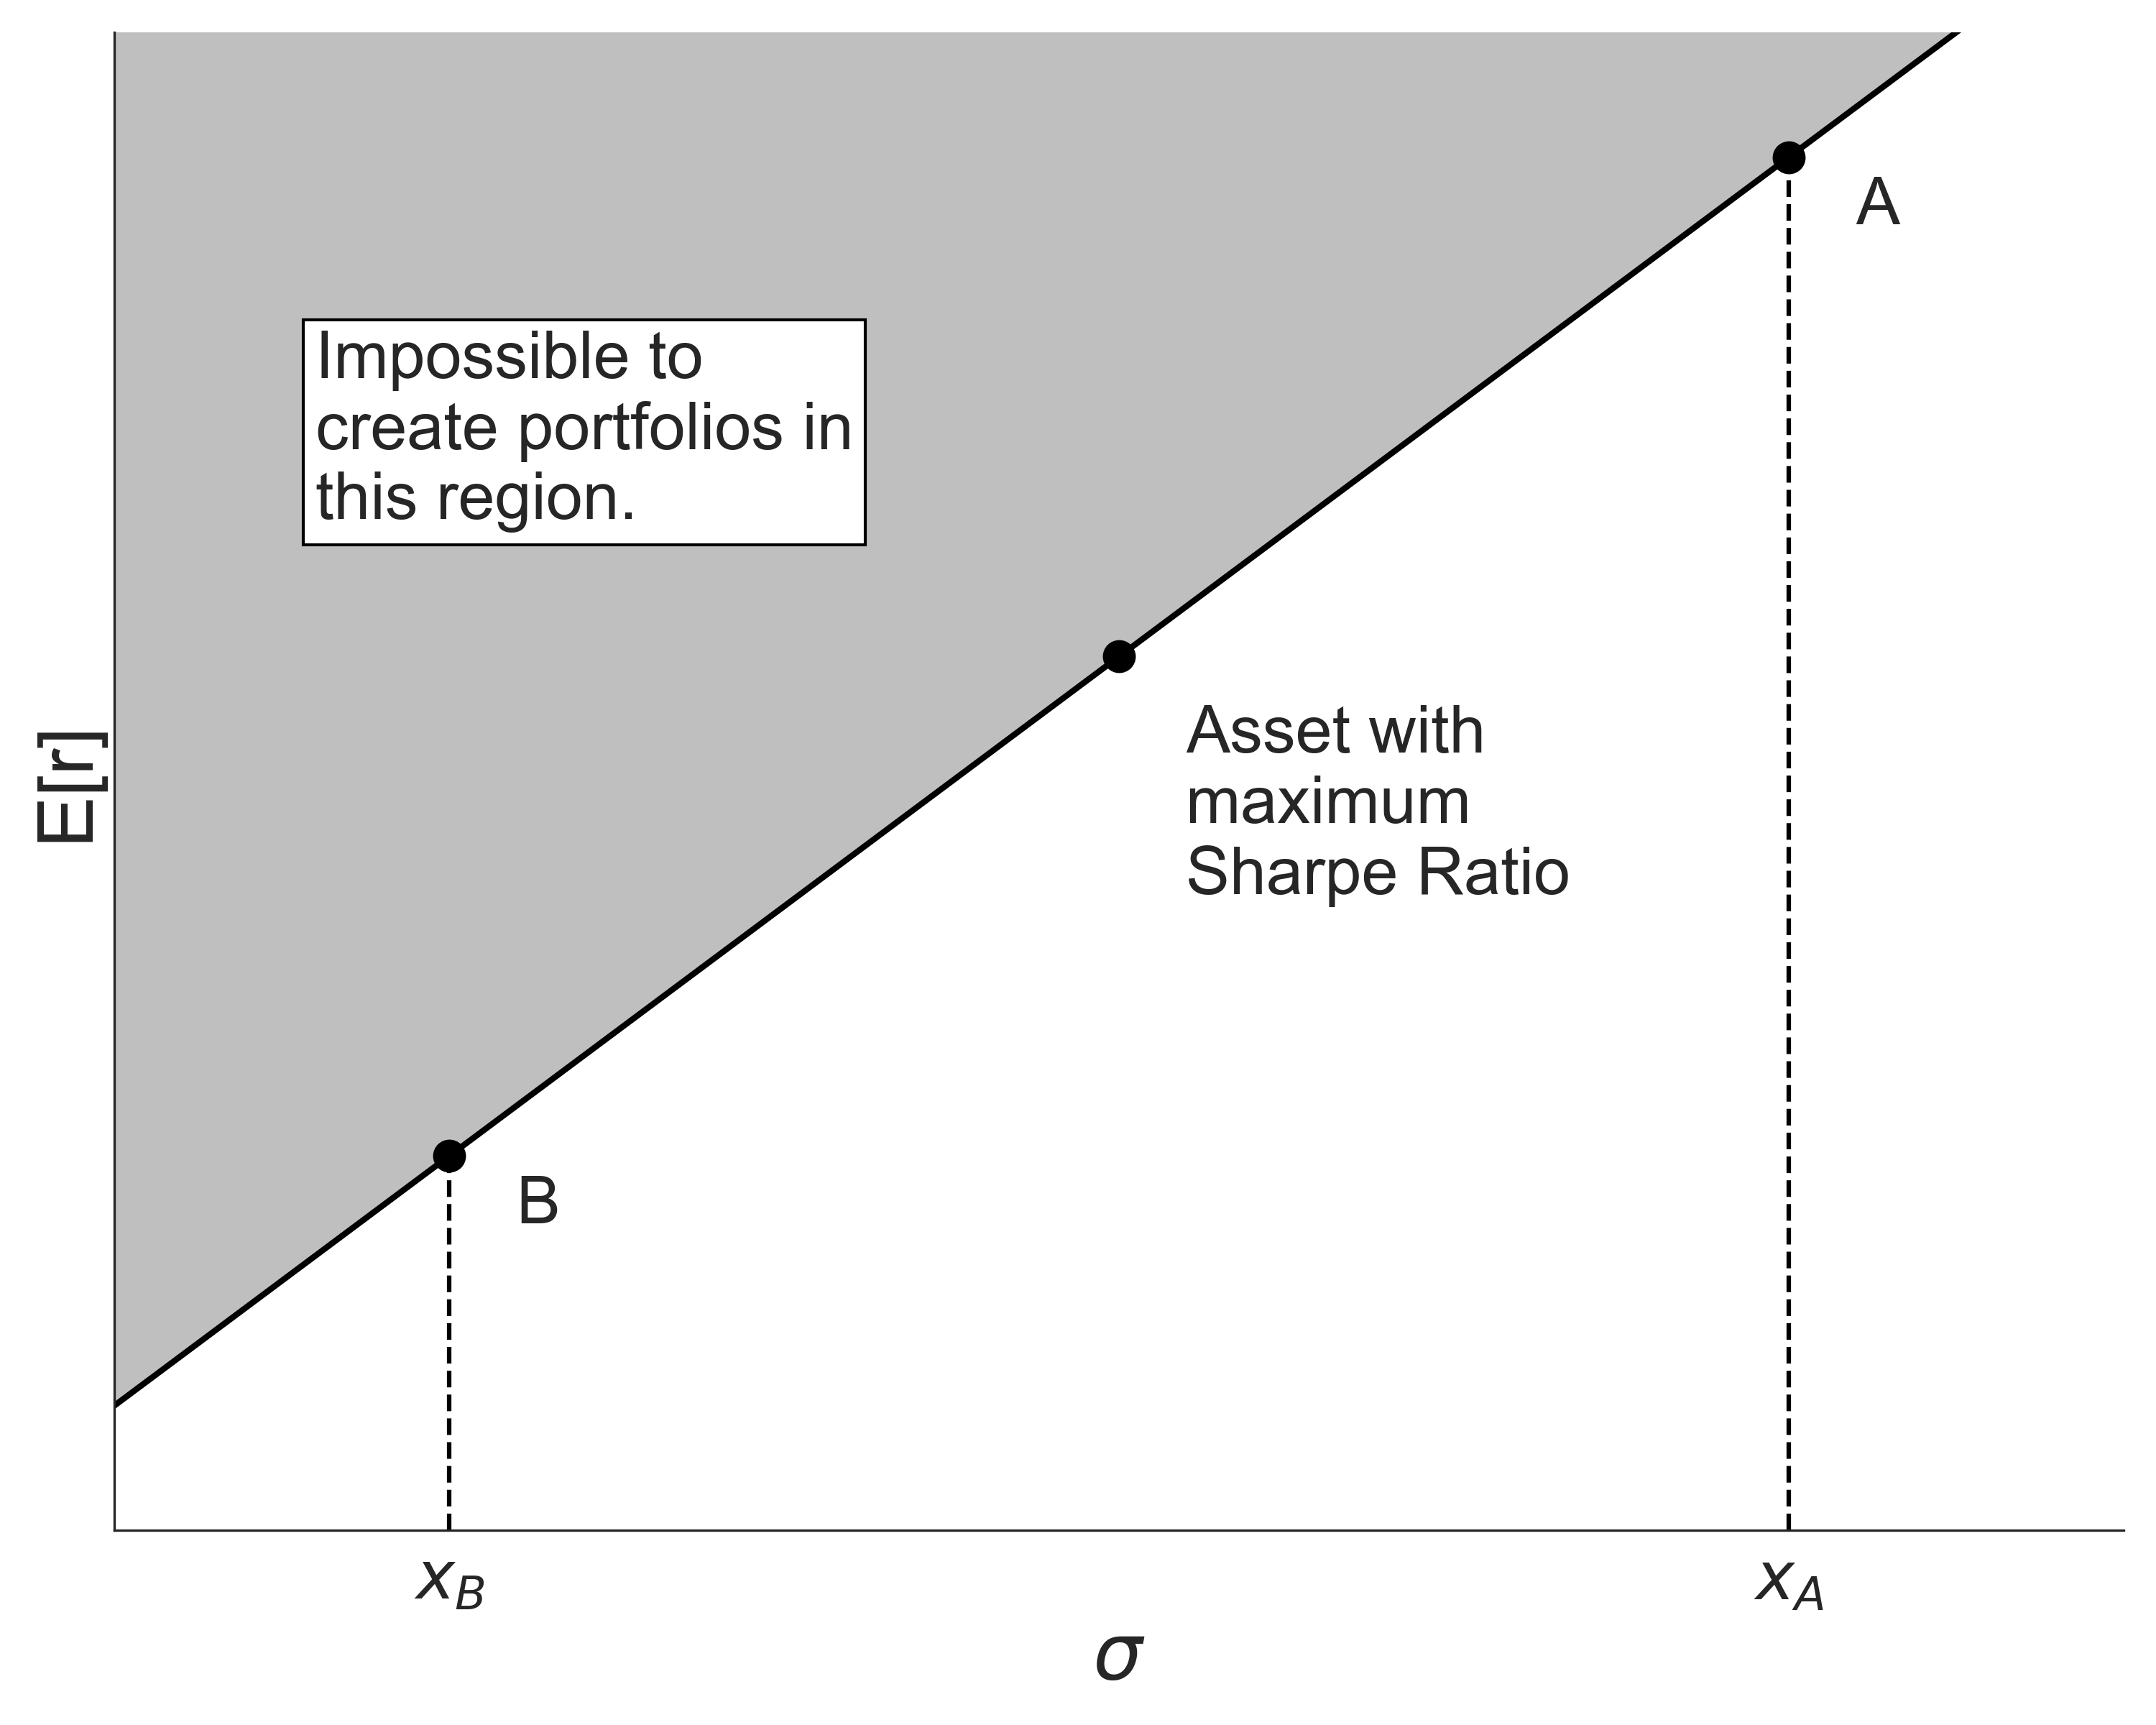 Impossible to
create portfolios in
this region.
A
E[r]
Asset with
maximum
Sharpe Ratio
B
x_B
x_A
σ